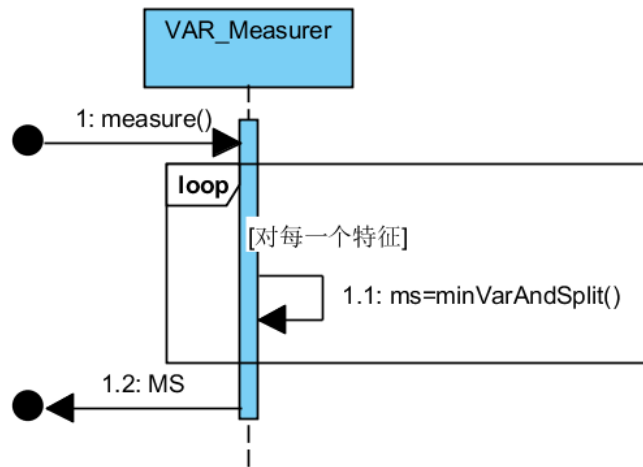 VAR_Measurer
1: measure()
loop
[对每一个特征]
1.1: ms=minVarAndSplit()
1.2: MS